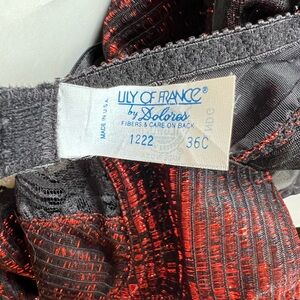 MADE IN U.S.A.
LILY OF FRANCE®
by Dolores
FIBERS & CARE ON BACK
1222 36C